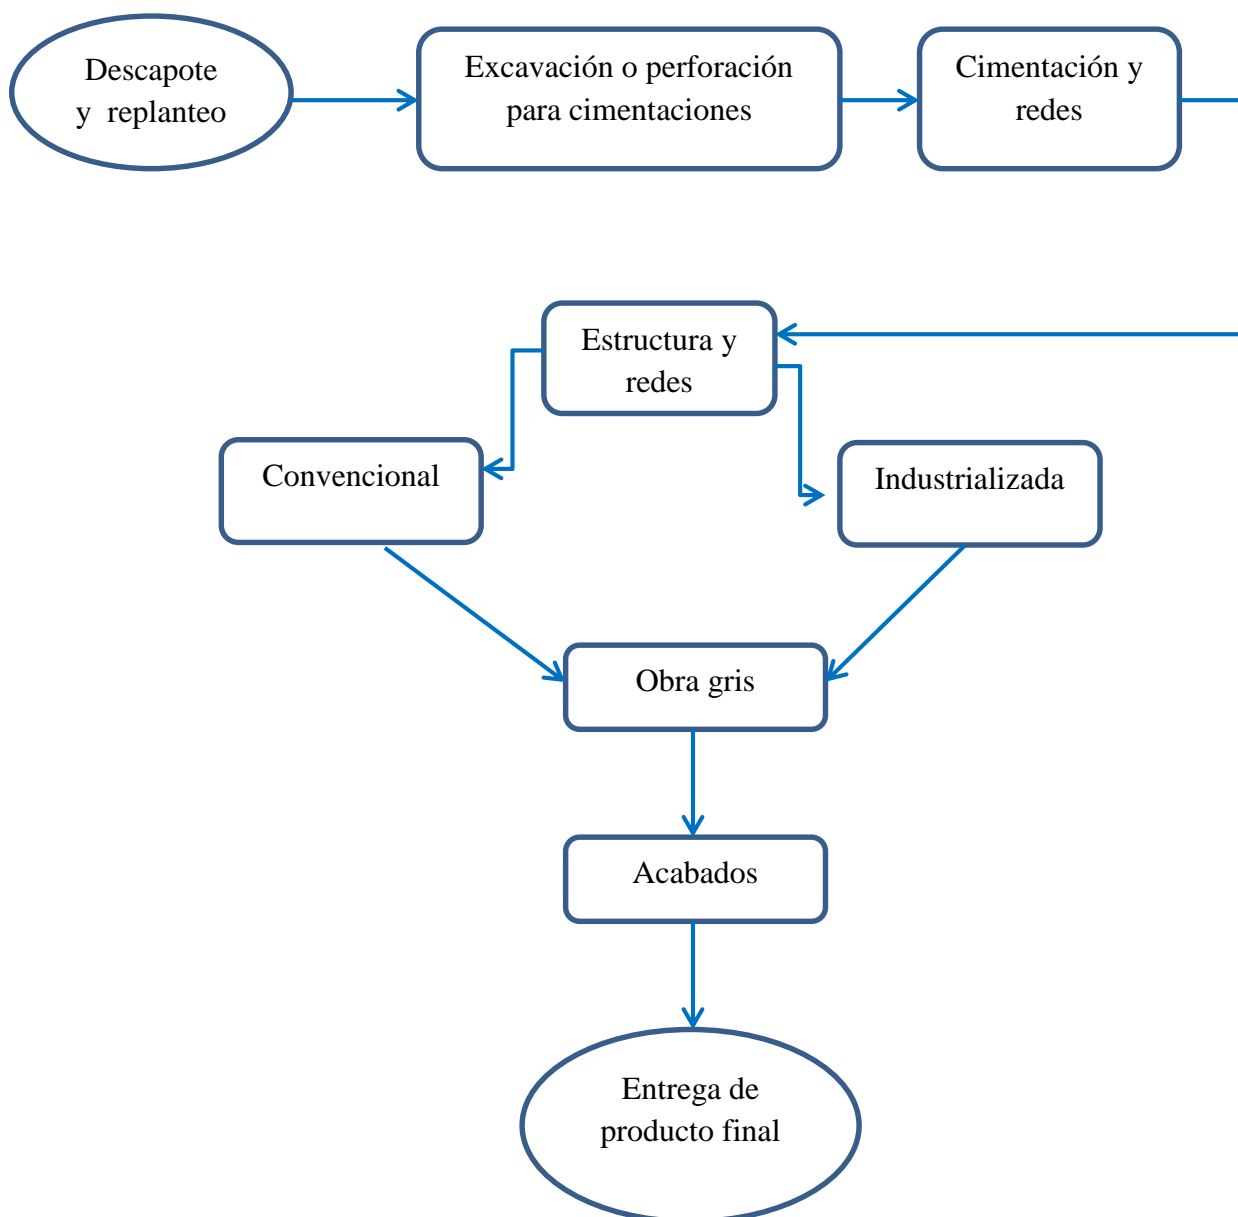 Descapote
y replanteo
Excavación o perforación
para cimentaciones
Cimentación y
redes
Estructura y
redes
Convencional
Industrializada
Obra gris
Acabados
Entrega de
producto final